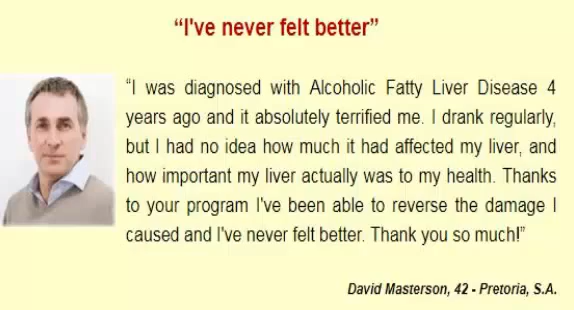 “I've never felt better”
“I was diagnosed with Alcoholic Fatty Liver Disease 4
years ago and it absolutely terrified me. I drank regularly,
but I had no idea how much it had affected my liver, and
how important my liver actually was to my health. Thanks
to your program I've been able to reverse the damage I
caused and I've never felt better. Thank you so much!”
David Masterson, 42 - Pretoria, S.A.